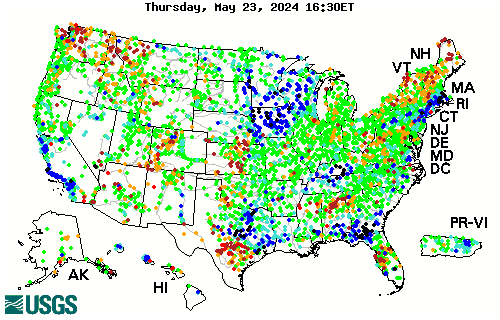 Thursday, May 23, 2024 16:30ET
NH
VT
MA
RI
CT
NJ
DE
MD
DC
PR-VI
AK
HI
USGS